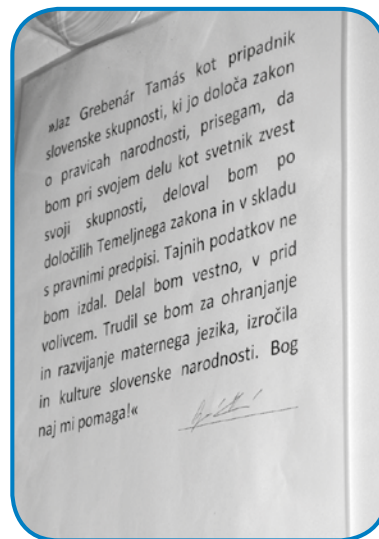 »Jaz Grebenár Tamás kot pripadnik
slovenske skupnosti, ki jo določa zakon
o pravicah narodnosti, prisegam, da
bom pri svojem delu kot svetnik zvest
svoji skupnosti, deloval bom po
določilih Temeljnega zakona in v skladu
s pravnimi predpisi. Tajnih podatkov ne
bom izdal. Delal bom vestno, v prid
volivcem. Trudil se bom za ohranjanje
in razvijanje maternega jezika, izročila
in kulture slovenske narodnosti. Bog
naj mi pomaga!«